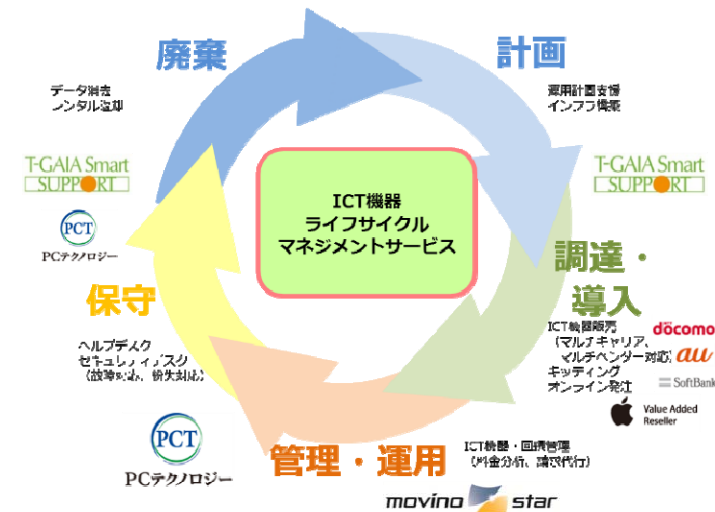 廃棄
データ消去
レンタル返却
T-GAIA Smart
SUPPORT
PCT
PCテクノロジー
計画
運用計画支援
インフラ構築
T-GAIA Smart
SUPPORT
ICT機器
ライフサイクル
マネジメントサービス
調達・
導入
ICT機器販売
(マルチキャリア、
マルチベンダー対応)
キッティング
オンライン発注
docomo
au
SoftBank
Value Added
Reseller
保守
ヘルプデスク
セキュリティデスク
(故障対応、紛失対応)
PCT
PCテクノロジー
管理・運用
ICT機器・回線管理
(料金分析、請求代行)
movino star